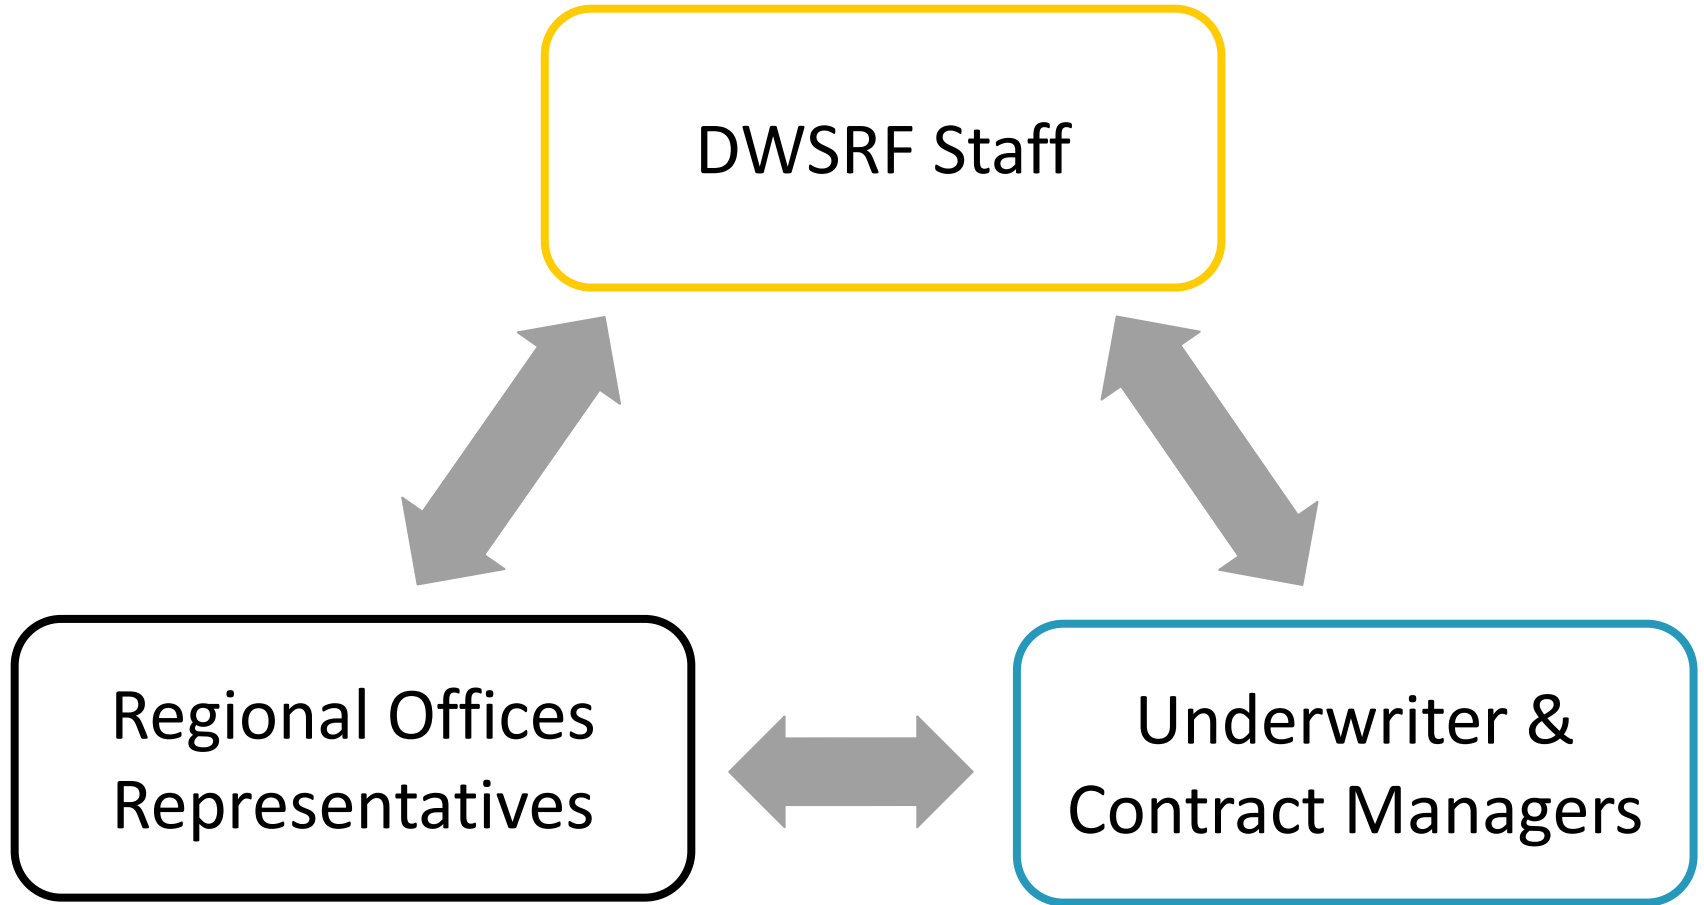 DWSRF Staff
Regional Offices
Representatives
Underwriter &
Contract Managers